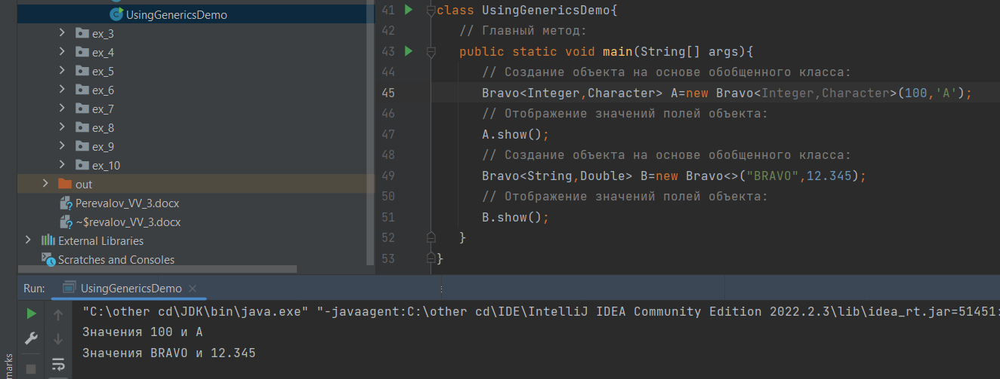 UsingGenericsDemo
ex_3
ex_4
ex_5
ex_6
ex_7
ex_8
ex_9
ex_10
out
Perevalov_VV_3.docx
~$revalov_VV_3.docx
External Libraries
Scratches and Consoles
41 class UsingGenericsDemo{
42 // Главный метод:
43 public static void main(String[] args){
44 // Создание объекта на основе обобщенного класса:
45 Bravo<Integer,Character> A=new Bravo<Integer,Character>(100,'A');
46 // Отображение значений полей объекта:
47 A.show();
48 // Создание объекта на основе обобщенного класса:
49 Bravo<String,Double> B=new Bravo<>("BRAVO",12.345);
50 // Отображение значений полей объекта:
51 B.show();
52 }
53 }
Run: UsingGenericsDemo
"C:\other cd\JDK\bin\java.exe" "-javaagent:C:\other cd\IDE\IntelliJ IDEA Community Edition 2022.2.3\lib\idea_rt.jar=51451:
Значения 100 и A
Значения BRAVO и 12.345
marks